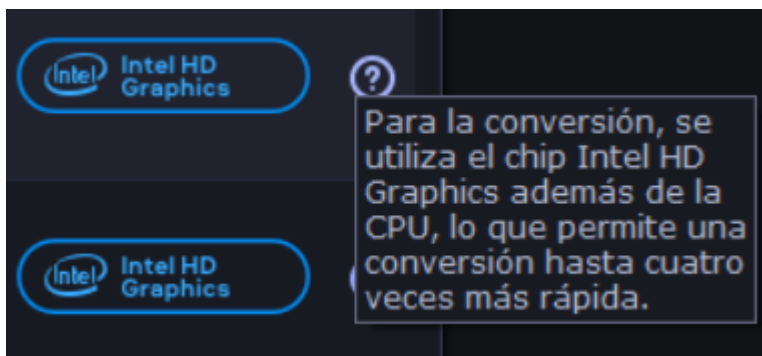 intel Intel HD
Graphics
?
Para la conversión, se
utiliza el chip Intel HD
Graphics además de la
CPU, lo que permite una
conversión hasta cuatro
veces más rápida.
intel Intel HD
Graphics